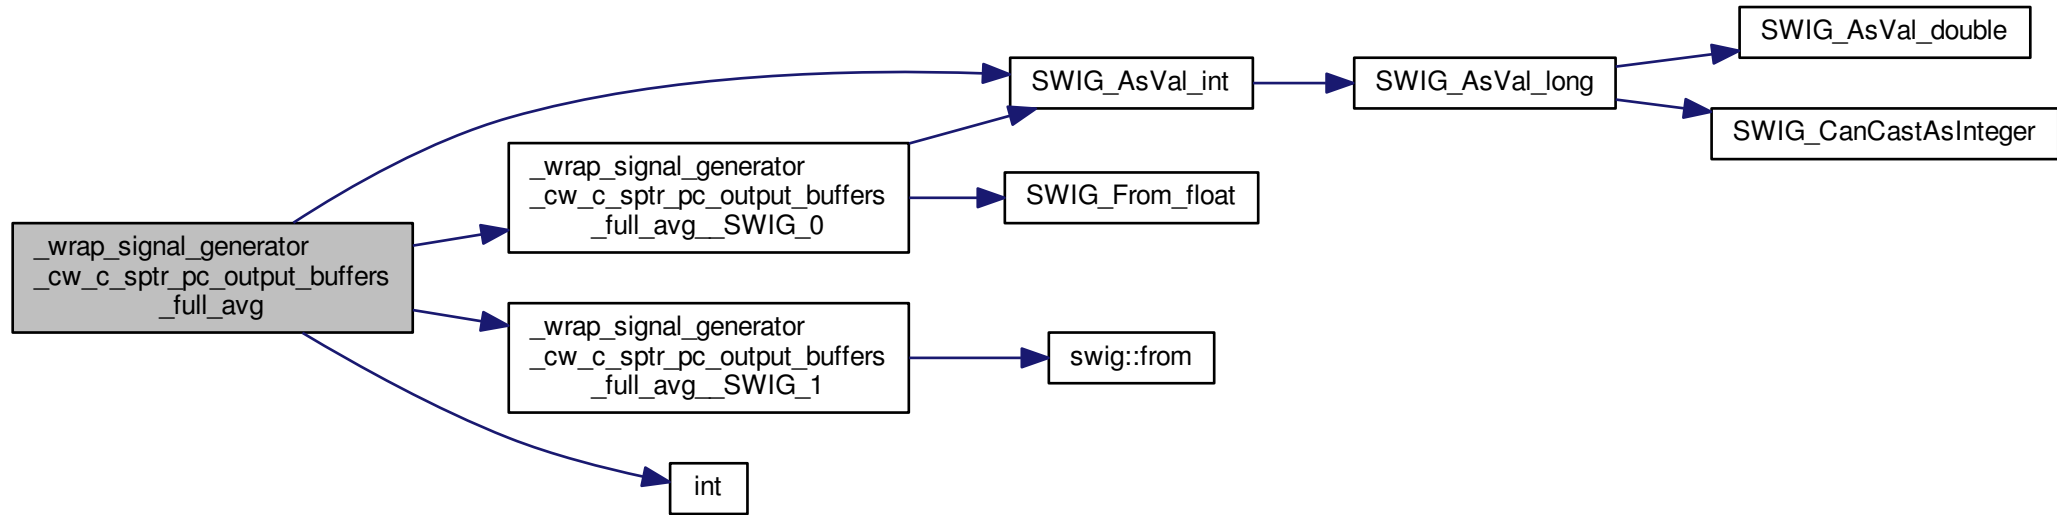 _wrap_signal_generator
_cw_c_sptr_pc_output_buffers
_full_avg
_wrap_signal_generator
_cw_c_sptr_pc_output_buffers
_full_avg__SWIG_0
_wrap_signal_generator
_cw_c_sptr_pc_output_buffers
_full_avg__SWIG_1
int
SWIG_AsVal_int
SWIG_From_float
swig::from
SWIG_AsVal_long
SWIG_AsVal_double
SWIG_CanCastAsInteger